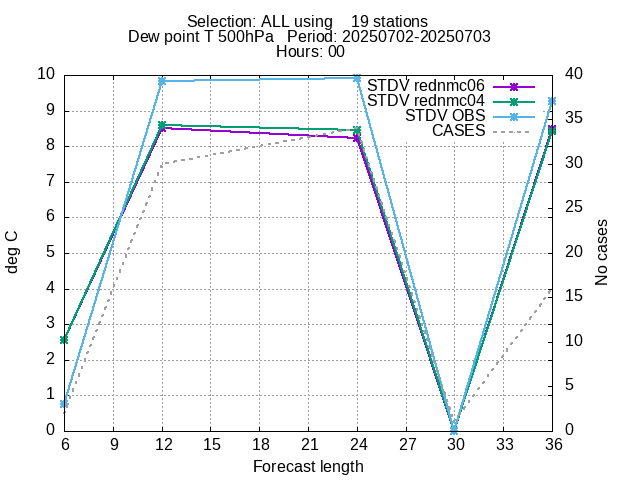 Selection: ALL using    19 stations
Dew point T 500hPa   Period: 20250702-20250703
Hours: 00
STDV rednmc06
STDV rednmc04
STDV OBS
CASES
deg C
10
9
8
7
6
5
4
3
2
1
0
No cases
40
35
30
25
20
15
10
5
0
6 9 12 15 18 21 24 27 30 33 36
Forecast length